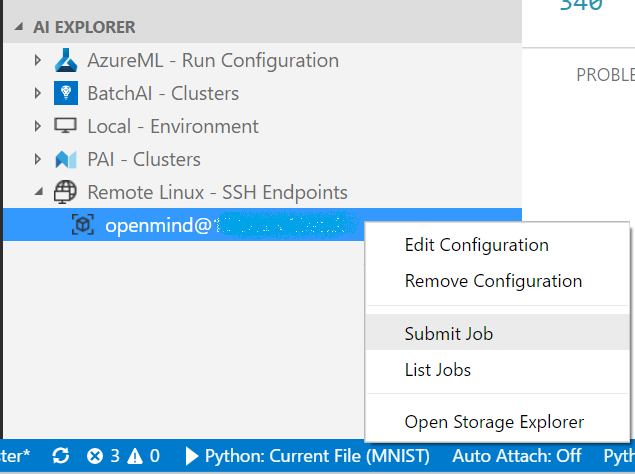 340
AI EXPLORER
AzureML - Run Configuration
PROBLE
BatchAI - Clusters
Local - Environment
PAI - Clusters
Remote Linux - SSH Endpoints
openmind@1
Edit Configuration
Remove Configuration
Submit Job
List Jobs
Open Storage Explorer
ter* 3 0 Python: Current File (MNIST) Auto Attach: Off Pyth